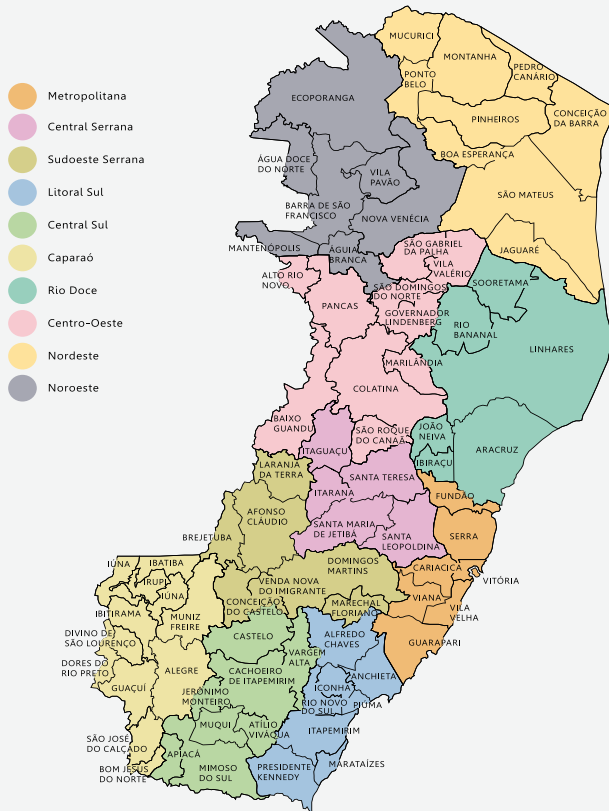 Metropolitana
Central Serrana
Sudoeste Serrana
Litoral Sul
Central Sul
Caparaó
Rio Doce
Centro-Oeste
Nordeste
Noroeste
MUCURICI
MONTANHA
PEDRO
CANÁRIO
PONTO
BELO
ECOPORANGA
PINHEIROS
CONCEIÇÃO
DA BARRA
BOA ESPERANÇA
ÁGUA DOCE
DO NORTE
VILA
PAVÃO
SÃO MATEUS
BARRA DE SÃO
FRANCISCO
NOVA VENÉCIA
MANTENÓPOLIS
ÁGUIA
BRANCA
SÃO GABRIEL
DA PALHA
JAGUARÉ
VILA
VALÉRIO
ALTO RIO
NOVO
SOORETAMA
SÃO DOMINGOS
DO NORTE
PANCAS
GOVERNADOR
LINDENBERG
RIO
BANANAL
LINHARES
MARILÂNDIA
COLATINA
BAIXO
GUANDU
SÃO ROQUE
DO CANAÃ
JOÃO
NEIVA
ARACRUZ
ITAGUAÇU
IBIRAÇU
LARANJA
DA TERRA
SANTA TERESA
ITARANA
FUNDÃO
AFONSO
CLÁUDIO
SANTA MARIA
DE JETIBÁ
SANTA
LEOPOLDINA
SERRA
BREJETUBA
IÚNA
IBATIBA
DOMINGOS
MARTINS
CARIACICA
VITÓRIA
IRUPI
VENDA NOVA
DO IMIGRANTE
IÚNA
VIANA
CONCEIÇÃO
DO CASTELO
MARECHAL
FLORIANO
VILA
VELHA
IBITIRAMA
MUNIZ
FREIRE
DIVINO DE
SÃO LOURENÇO
CASTELO
ALFREDO
CHAVES
GUARAPARI
DORES DO
RIO PRETO
VARGEM
ALTA
ALEGRE
CACHOEIRO
DE ITAPEMIRIM
ANCHIETA
GUAÇUÍ
JERÔNIMO
MONTEIRO
ICONHA
RIO NOVO
DO SUL
PIÚMA
MUQUI
ATÍLIO
VIVÁQUA
ITAPEMIRIM
SÃO JOSÉ
DO CALÇADO
APIACÁ
BOM JESUS
DO NORTE
MIMOSO
DO SUL
PRESIDENTE
KENNEDY
MARATAÍZES